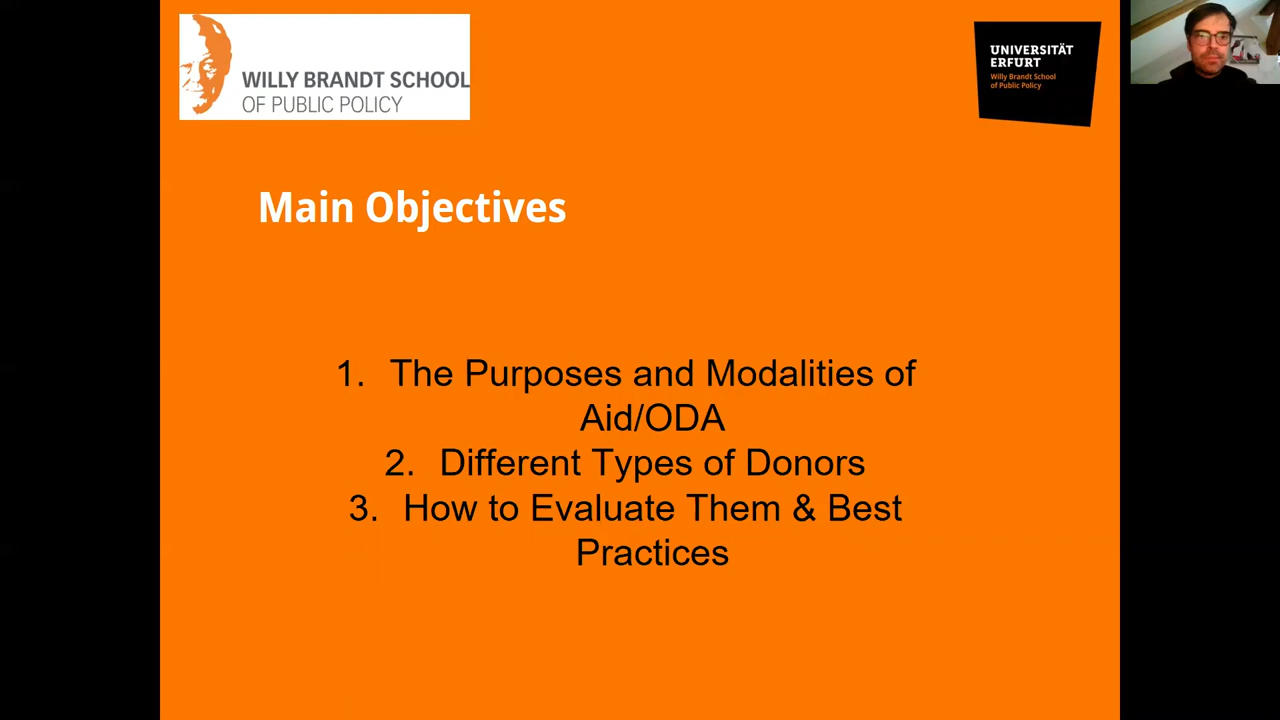 WILLY BRANDT SCHOOL
OF PUBLIC POLICY
UNIVERSITÄT
ERFURT
Willy Brandt School
of Public Policy
Main Objectives
1. The Purposes and Modalities of
Aid/ODA
2. Different Types of Donors
3. How to Evaluate Them & Best
Practices